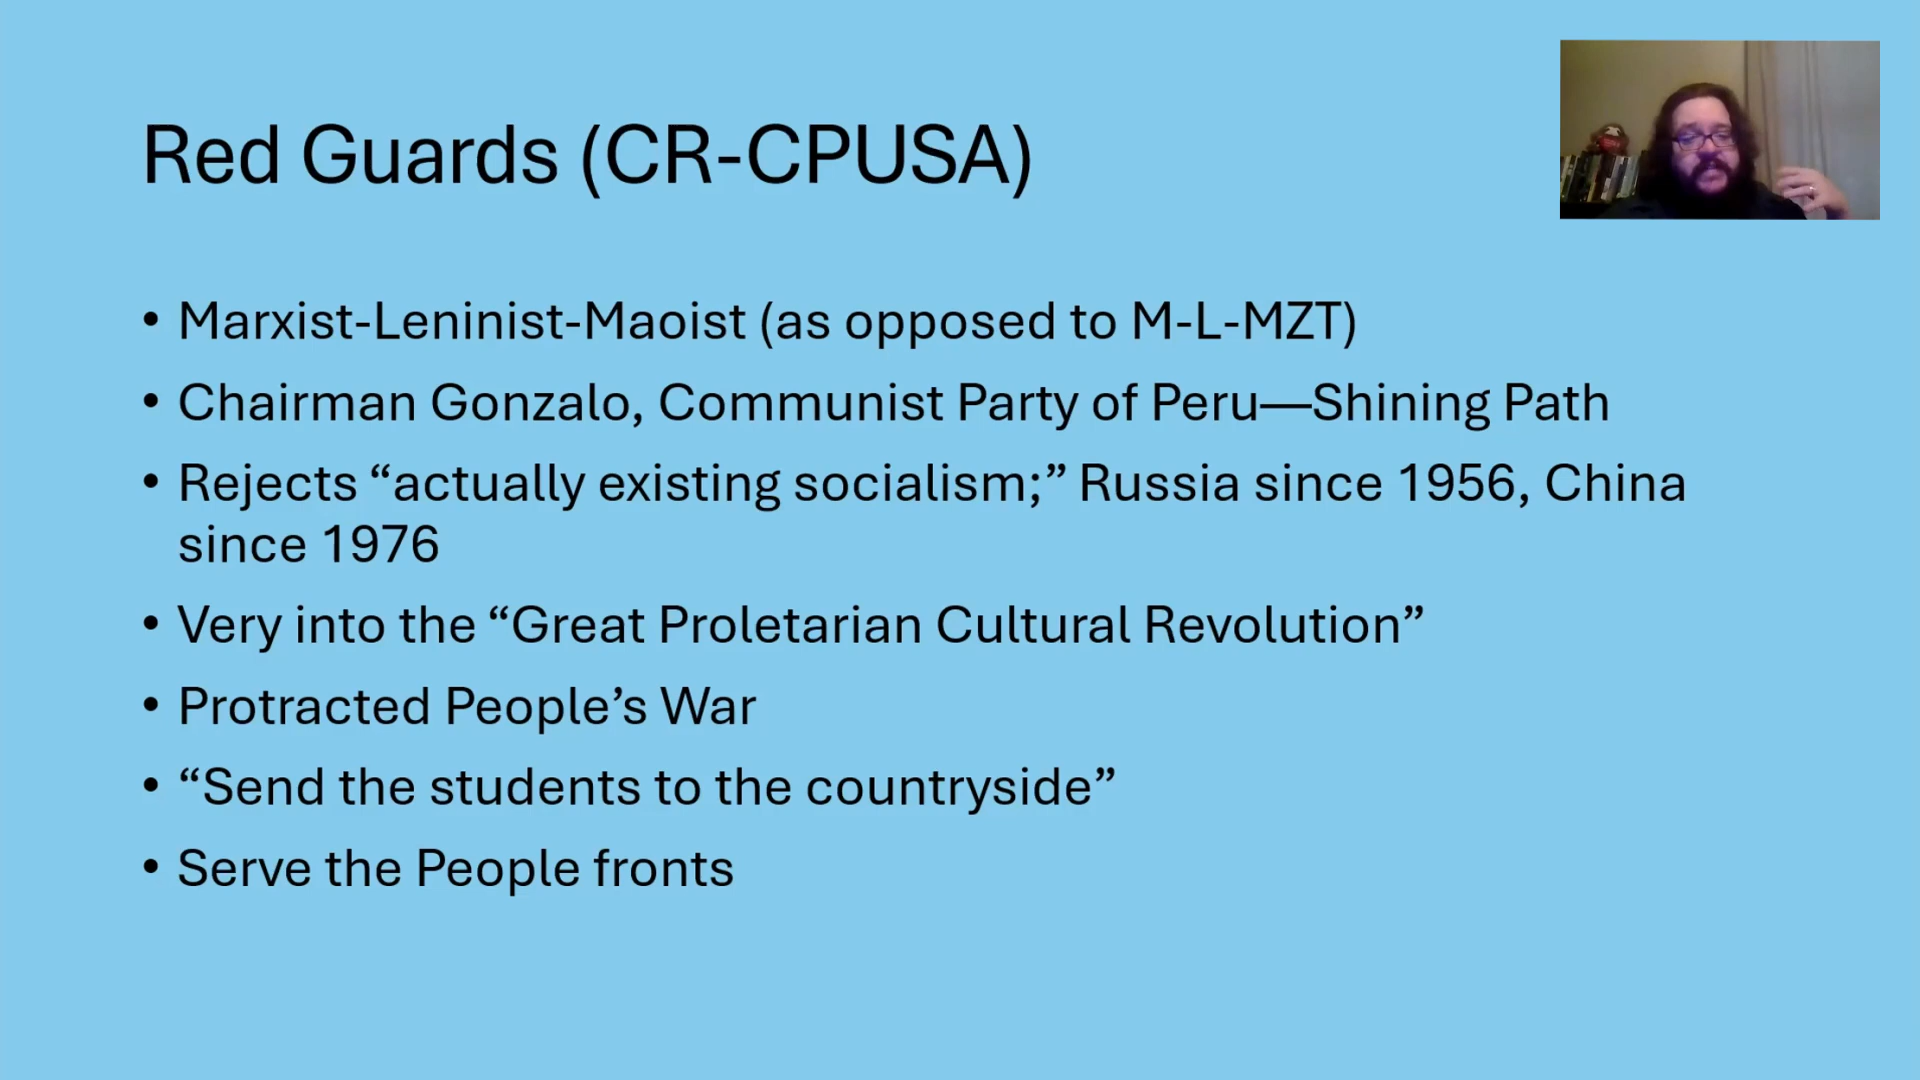 Red Guards (CR-CPUSA)
• Marxist-Leninist-Maoist (as opposed to M-L-MZT)
• Chairman Gonzalo, Communist Party of Peru—Shining Path
• Rejects “actually existing socialism;” Russia since 1956, China
since 1976
• Very into the “Great Proletarian Cultural Revolution”
• Protracted People’s War
• “Send the students to the countryside”
• Serve the People fronts